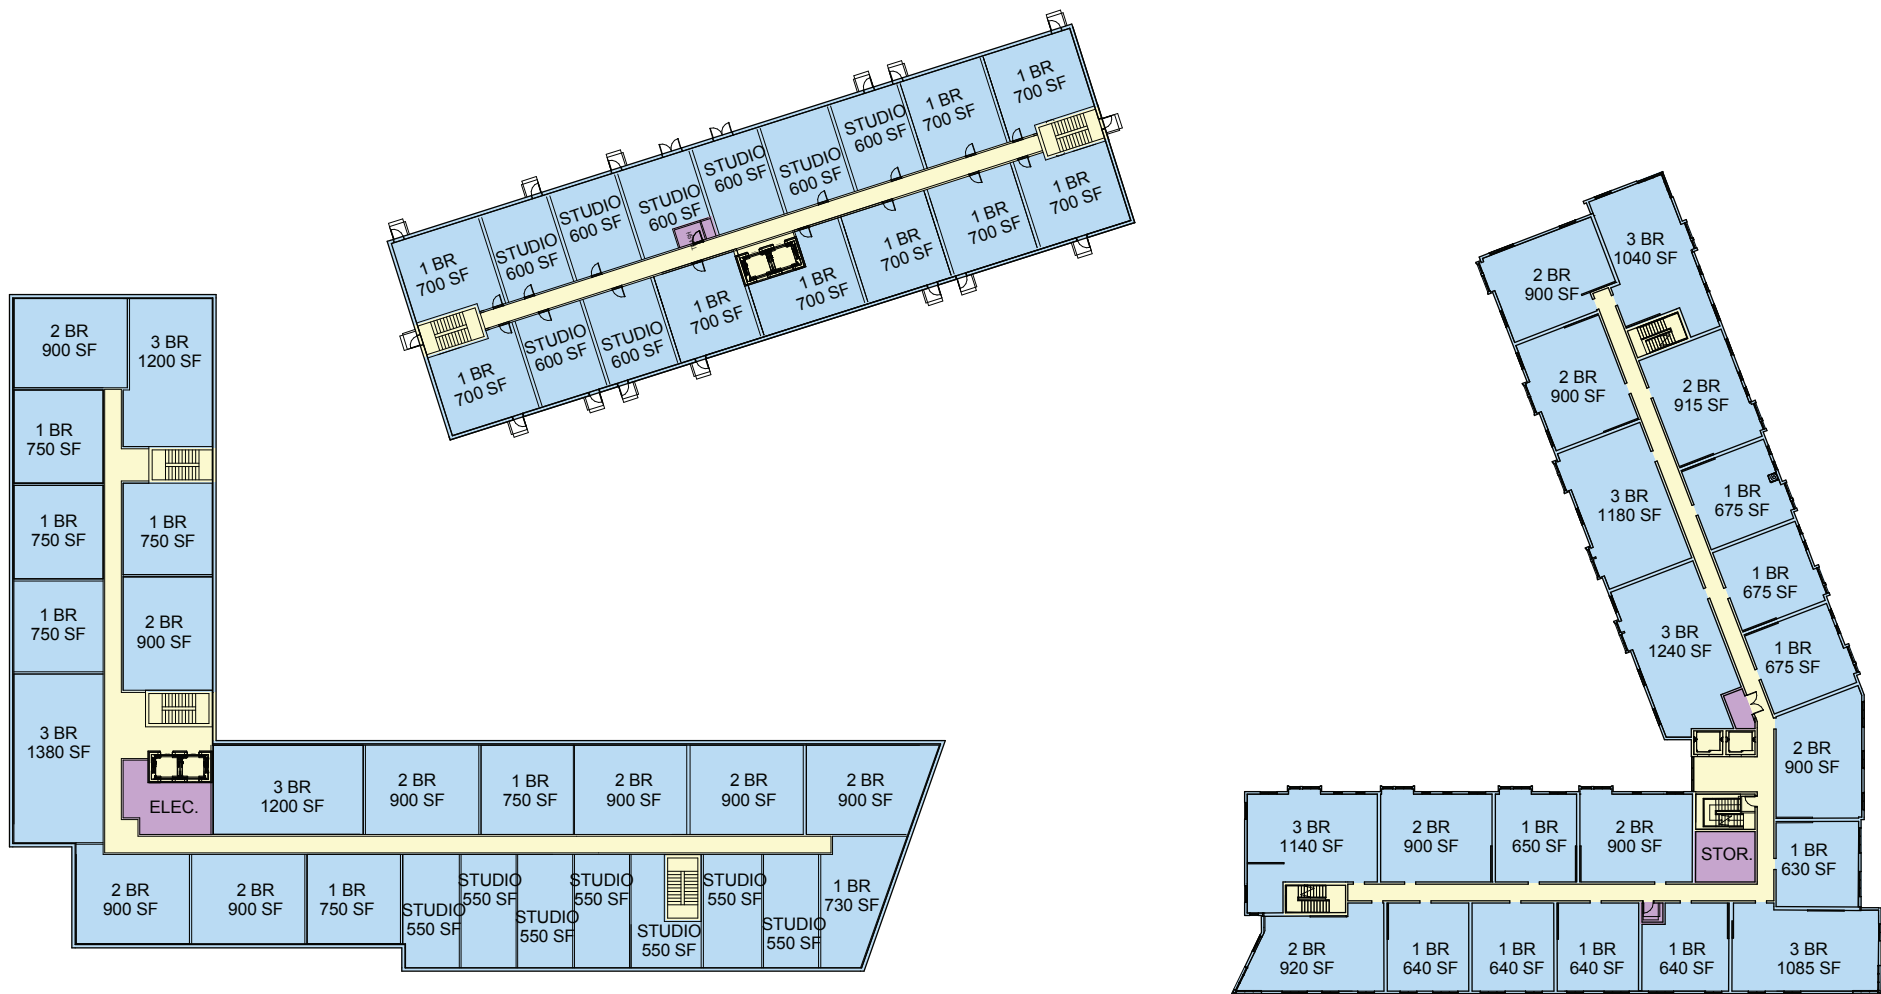 1 BR
700 SF
1 BR
700 SF
STUDIO
600 SF
STUDIO
600 SF
STUDIO
600 SF
STUDIO
600 SF
STUDIO
600 SF
STUDIO
600 SF
1 BR
700 SF
1 BR
700 SF
1 BR
700 SF
1 BR
700 SF
1 BR
700 SF
1 BR
700 SF
STUDIO
600 SF
STUDIO
600 SF
1 BR
700 SF
2 BR
900 SF
3 BR
1200 SF
1 BR
750 SF
1 BR
750 SF
1 BR
750 SF
1 BR
750 SF
2 BR
900 SF
3 BR
1380 SF
ELEC.
3 BR
1200 SF
2 BR
900 SF
1 BR
750 SF
2 BR
900 SF
2 BR
900 SF
2 BR
900 SF
2 BR
900 SF
2 BR
900 SF
1 BR
750 SF
STUDIO
550 SF
STUDIO
550 SF
STUDIO
550 SF
STUDIO
550 SF
STUDIO
550 SF
STUDIO
550 SF
STUDIO
550 SF
1 BR
730 SF
3 BR
1040 SF
2 BR
900 SF
2 BR
900 SF
2 BR
915 SF
3 BR
1180 SF
1 BR
675 SF
1 BR
675 SF
3 BR
1240 SF
1 BR
675 SF
2 BR
900 SF
3 BR
1140 SF
2 BR
900 SF
1 BR
650 SF
2 BR
900 SF
STOR.
1 BR
630 SF
2 BR
920 SF
1 BR
640 SF
1 BR
640 SF
1 BR
640 SF
1 BR
640 SF
3 BR
1085 SF